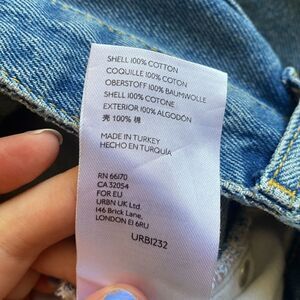 SHELL 100% COTTON
COQUILLE 100% COTON
OBERSTOFF 100% BAUMWOLLE
SHELL 100% COTONE
EXTERIOR 100% ALGODÓN
売 100% 棉
MADE IN TURKEY
HECHO EN TURQUÍA
RN 66170
CA 32054
FOR EU
URBN UK Ltd
146 Brick Lane,
LONDON E1 6RU
URB1232